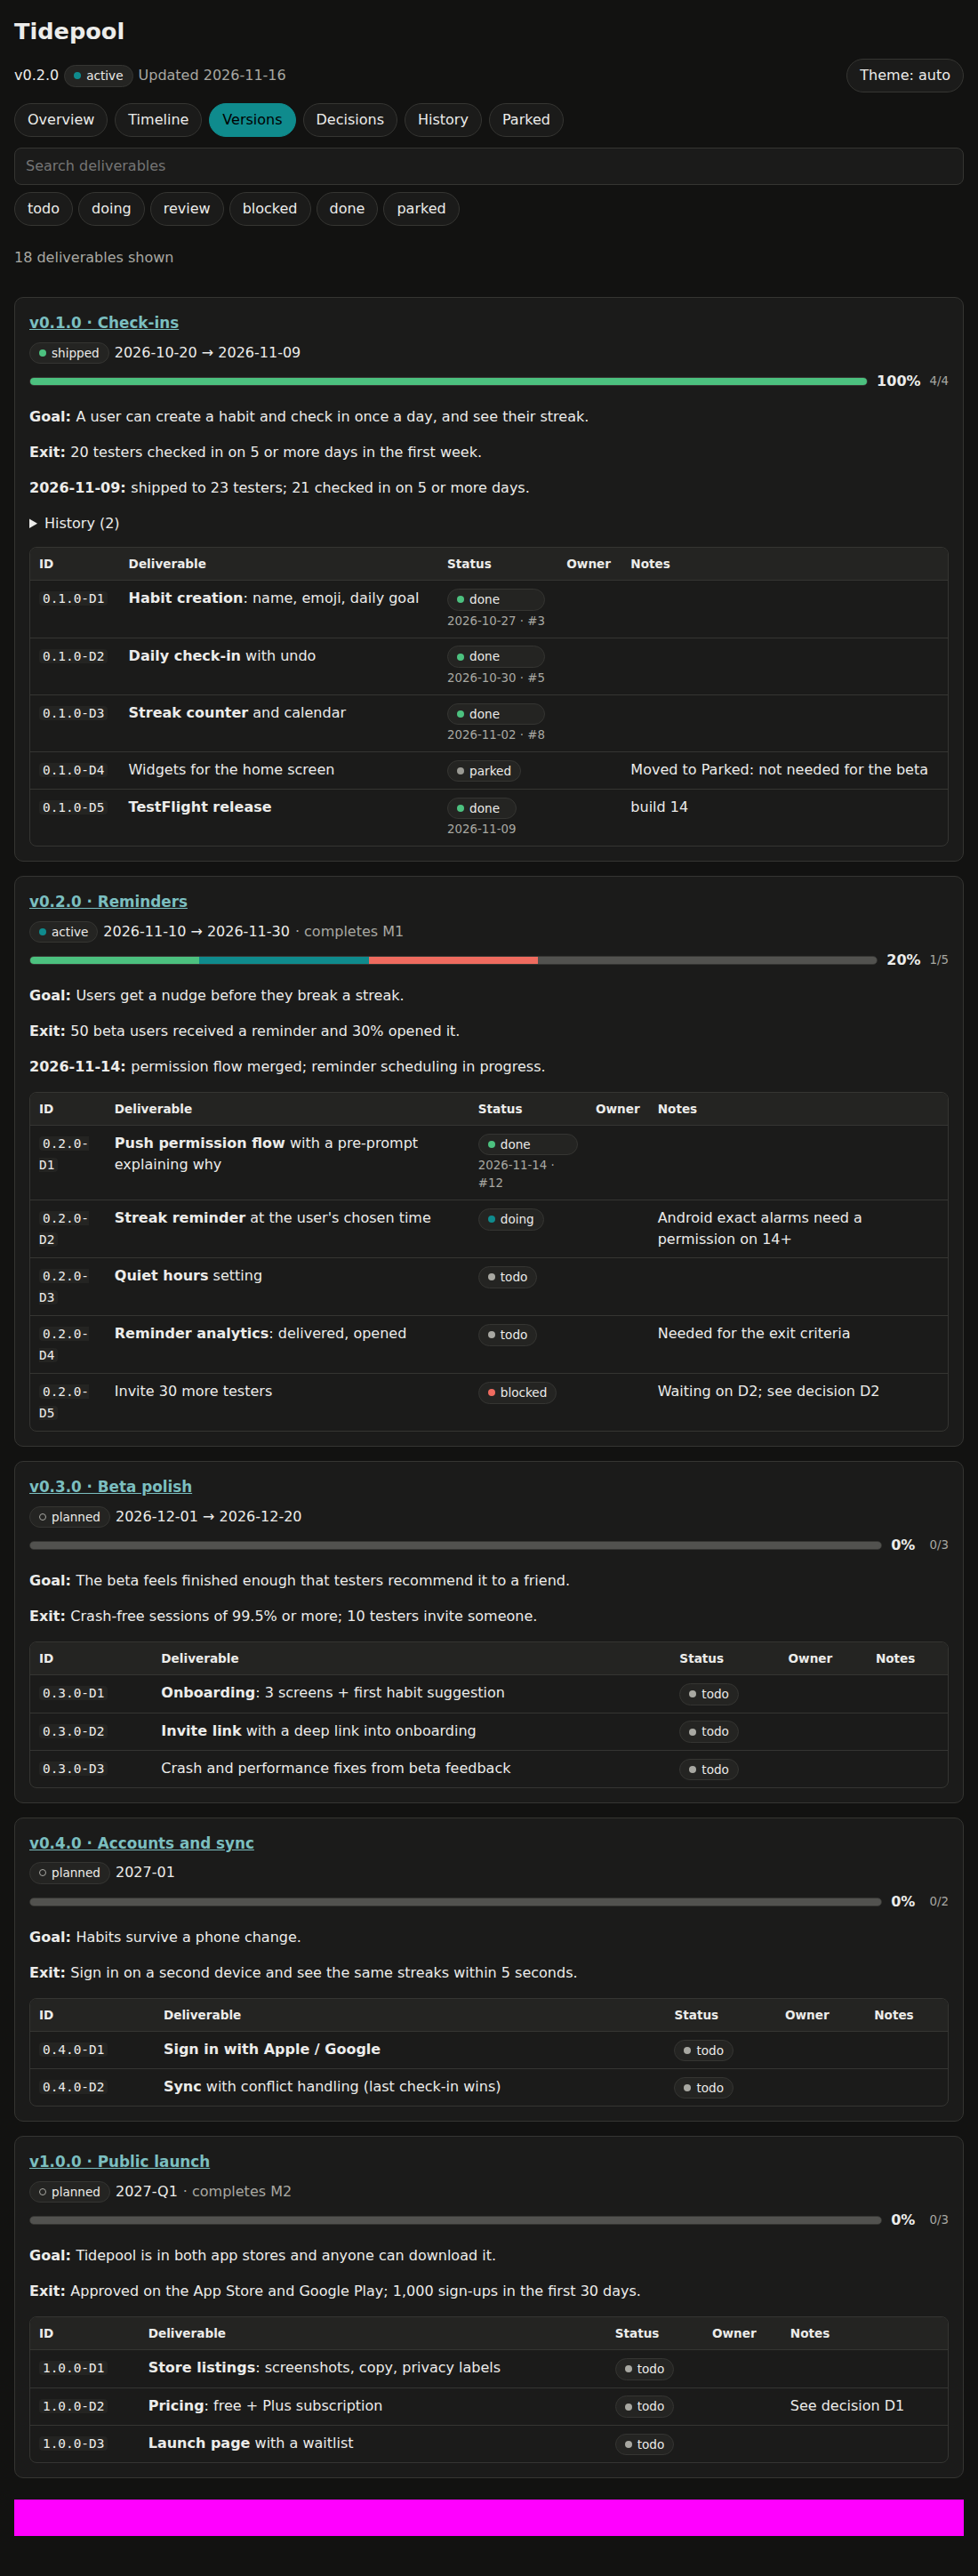 Tidepool
v0.2.0 active Updated 2026-11-16 Theme: auto
Overview Timeline Versions Decisions History Parked
Search deliverables
todo doing review blocked done parked
18 deliverables shown
v0.1.0 · Check-ins
shipped 2026-10-20 → 2026-11-09
100% 4/4
Goal: A user can create a habit and check in once a day, and see their streak.
Exit: 20 testers checked in on 5 or more days in the first week.
2026-11-09: shipped to 23 testers; 21 checked in on 5 or more days.
History (2)
ID Deliverable Status Owner Notes
0.1.0-D1 Habit creation: name, emoji, daily goal done
2026-10-27 · #3
0.1.0-D2 Daily check-in with undo done
2026-10-30 · #5
0.1.0-D3 Streak counter and calendar done
2026-11-02 · #8
0.1.0-D4 Widgets for the home screen parked Moved to Parked: not needed for the beta
0.1.0-D5 TestFlight release done build 14
2026-11-09
v0.2.0 · Reminders
active 2026-11-10 → 2026-11-30 · completes M1
20% 1/5
Goal: Users get a nudge before they break a streak.
Exit: 50 beta users received a reminder and 30% opened it.
2026-11-14: permission flow merged; reminder scheduling in progress.
ID Deliverable Status Owner Notes
0.2.0- Push permission flow with a pre-prompt done
D1 explaining why 2026-11-14 ·
#12
0.2.0- Streak reminder at the user's chosen time doing Android exact alarms need a
D2 permission on 14+
0.2.0- Quiet hours setting todo
D3
0.2.0- Reminder analytics: delivered, opened todo Needed for the exit criteria
D4
0.2.0- Invite 30 more testers blocked Waiting on D2; see decision D2
D5
v0.3.0 · Beta polish
planned 2026-12-01 → 2026-12-20
0% 0/3
Goal: The beta feels finished enough that testers recommend it to a friend.
Exit: Crash-free sessions of 99.5% or more; 10 testers invite someone.
ID Deliverable Status Owner Notes
0.3.0-D1 Onboarding: 3 screens + first habit suggestion todo
0.3.0-D2 Invite link with a deep link into onboarding todo
0.3.0-D3 Crash and performance fixes from beta feedback todo
v0.4.0 · Accounts and sync
planned 2027-01
0% 0/2
Goal: Habits survive a phone change.
Exit: Sign in on a second device and see the same streaks within 5 seconds.
ID Deliverable Status Owner Notes
0.4.0-D1 Sign in with Apple / Google todo
0.4.0-D2 Sync with conflict handling (last check-in wins) todo
v1.0.0 · Public launch
planned 2027-Q1 · completes M2
0% 0/3
Goal: Tidepool is in both app stores and anyone can download it.
Exit: Approved on the App Store and Google Play; 1,000 sign-ups in the first 30 days.
ID Deliverable Status Owner Notes
1.0.0-D1 Store listings: screenshots, copy, privacy labels todo
1.0.0-D2 Pricing: free + Plus subscription todo See decision D1
1.0.0-D3 Launch page with a waitlist todo